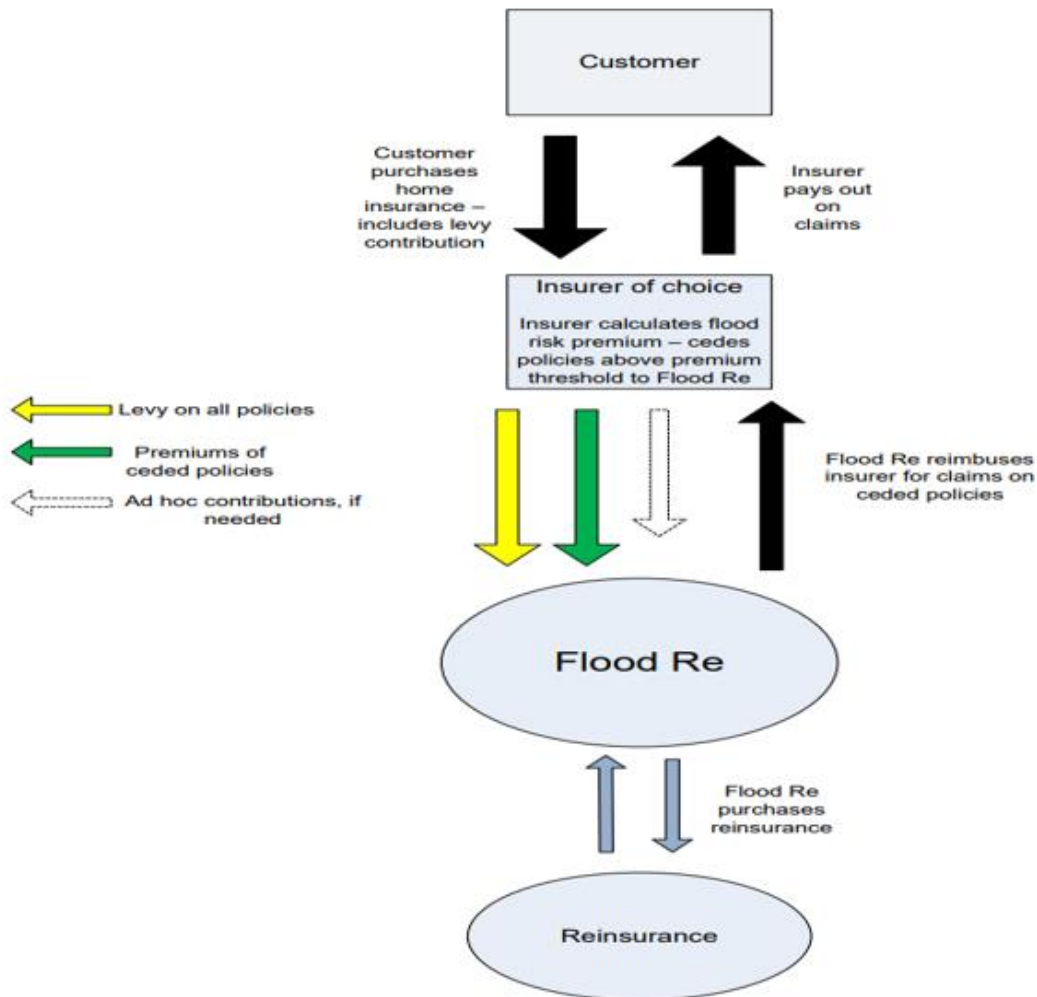 Customer
Customer
purchases
home
insurance –
includes levy
contribution
Insurer
pays out
on
claims
Insurer of choice
Insurer calculates flood
risk premium – cedes
policies above premium
threshold to Flood Re
Levy on all policies
Premiums of
ceded policies
Ad hoc contributions, if
needed
Flood Re reimbuses
insurer for claims on
ceded policies
Flood Re
Flood Re
purchases
reinsurance
Reinsurance